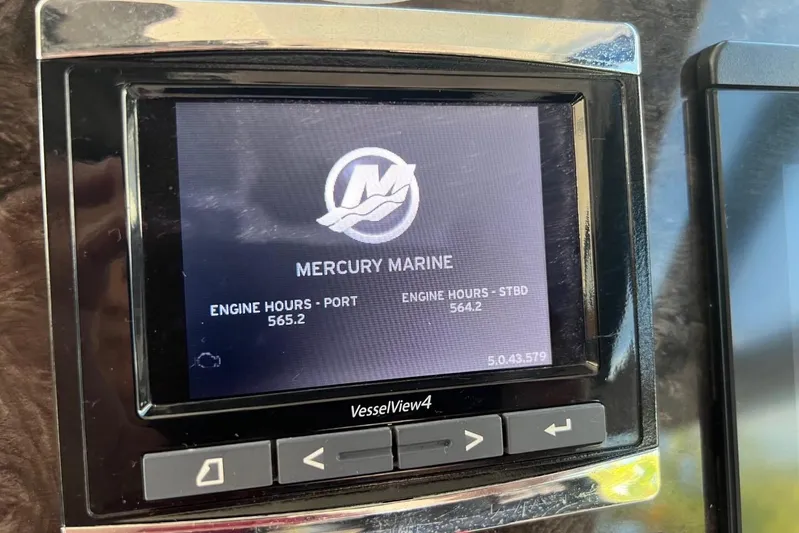 M
MERCURY MARINE
ENGINE HOURS - PORT
565.2
ENGINE HOURS - STBD
564.2
5.0.43.579
VesselView4